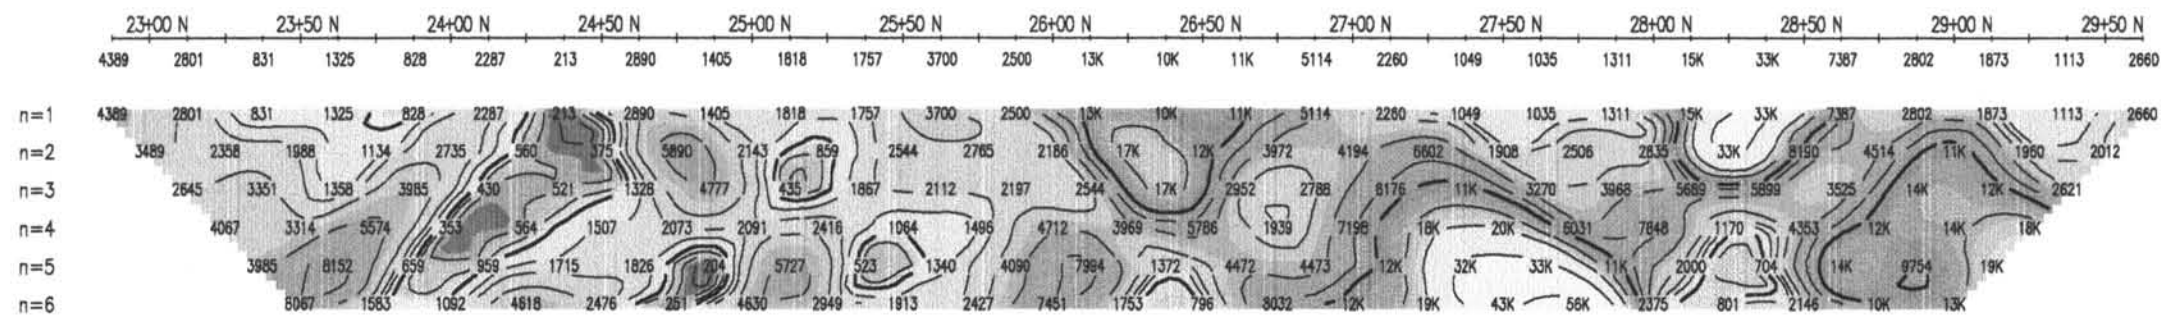 23+00 N 23+50 N 24+00 N 24+50 N 25+00 N 25+50 N 26+00 N 26+50 N 27+00 N 27+50 N 28+00 N 28+50 N 29+00 N 29+50 N
4389 2801 831 1325 828 2287 213 2890 1405 1818 1757 3700 2500 13K 10K 11K 5114 2260 1049 1035 1311 15K 33K 7387 2802 1873 1113 2660
n=1 4389 2801 831 1325 828 2287 213 2890 1405 1818 1757 3700 2500 13K 10K 11K 5114 2260 1049 1035 1311 15K 33K 7387 2802 1873 1113 2660
n=2 3489 2358 1988 1134 2735 560 375 5890 2143 859 2544 2765 2186 17K 12K 3972 4194 6602 1908 2506 2835 33K 8190 4514 11K 1960 2012
n=3 2645 3351 1358 3985 430 521 1328 4777 435 1867 2112 2197 2544 17K 2952 2788 8176 11K 3270 3968 5689 5899 3525 14K 12K 2621
n=4 4067 3314 5574 353 564 1507 2073 2091 2416 1064 1496 4712 3969 5786 1939 7198 18K 20K 6031 7848 1170 4353 12K 14K 18K
n=5 3985 8152 659 959 1715 1826 204 5727 523 1340 4090 7994 1372 4472 4473 12K 32K 33K 11K 2000 704 14K 9754 19K
n=6 8067 1583 1092 4818 2476 251 4630 2949 1913 2427 7451 1753 796 8032 12K 19K 43K 56K 2375 801 2146 10K 13K